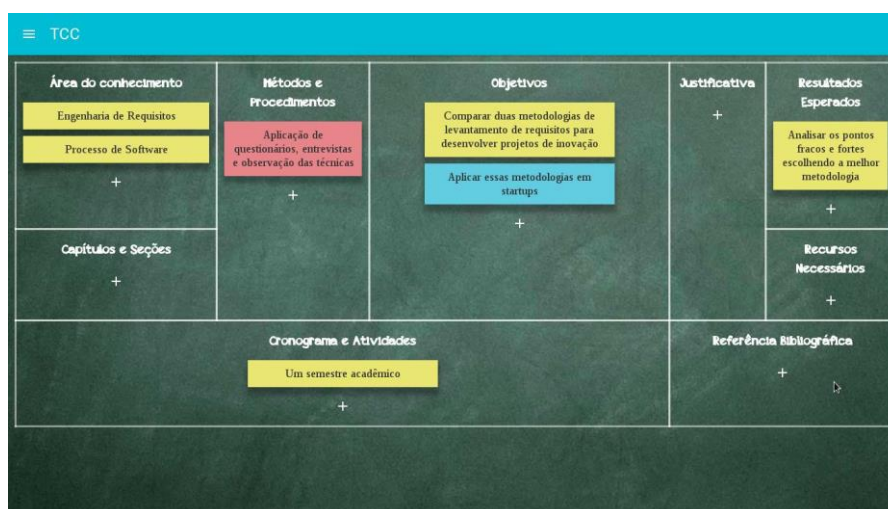 TCC
Área do conhecimento
Engenharia de Requisitos
Processo de Software
+
Métodos e
Procedimentos
Aplicação de
questionários, entrevistas
e observação das técnicas
+
Objetivos
Comparar duas metodologias de
levantamento de requisitos para
desenvolver projetos de inovação
Aplicar essas metodologias em
startups
+
Justificativa
+
Resultados
Esperados
Analisar os pontos
fracos e fortes
escolhendo a melhor
metodologia
+
Capítulos e Seções
+
Recursos
Necessários
+
Cronograma e Atividades
Um semestre acadêmico
+
Referência Bibliográfica
+